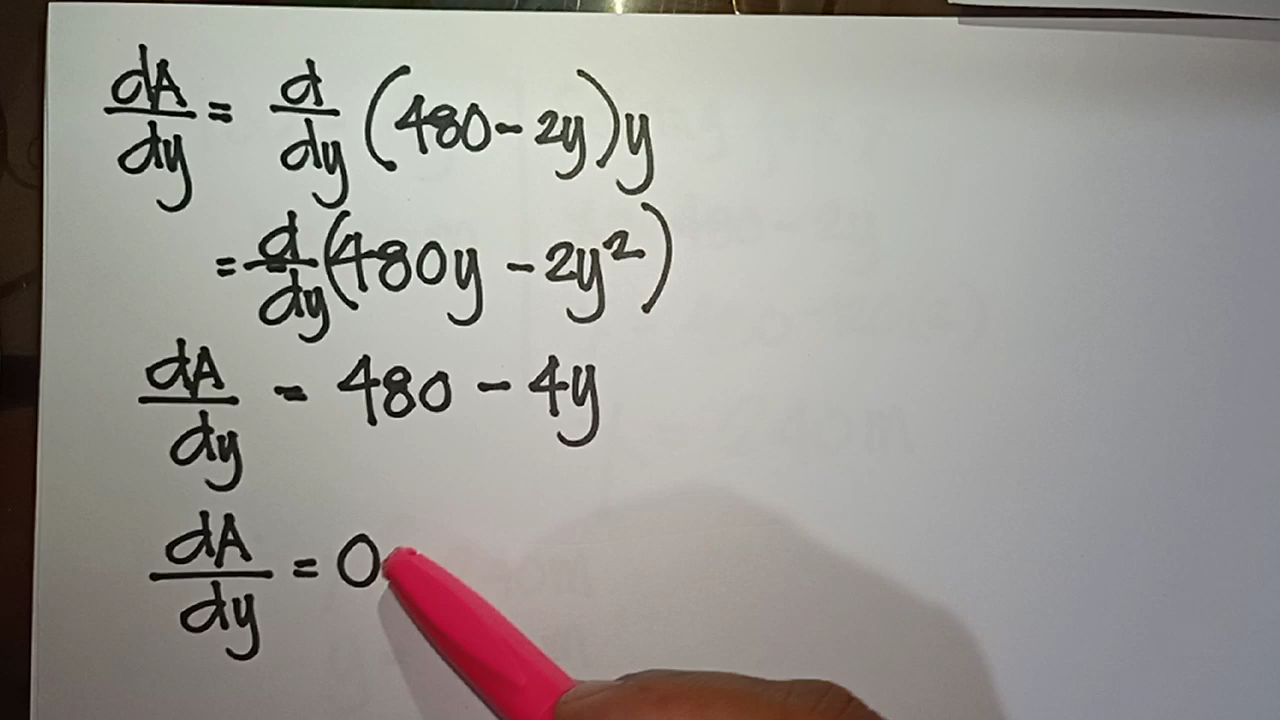 dA/dy = d/dy (480 - 2y)y
= d/dy (480y - 2y²)
dA/dy = 480 - 4y
dA/dy = 0